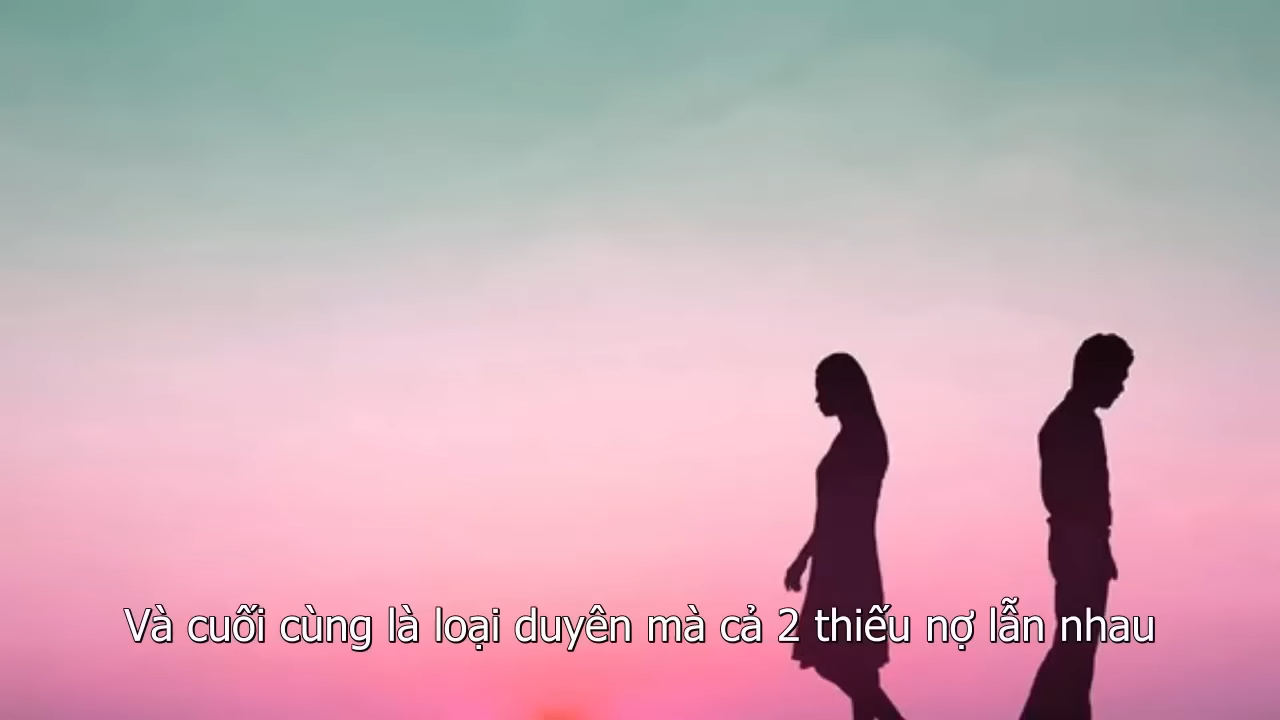 Và cuối cùng là loại duyên mà cả 2 thiếu nợ lẫn nhau